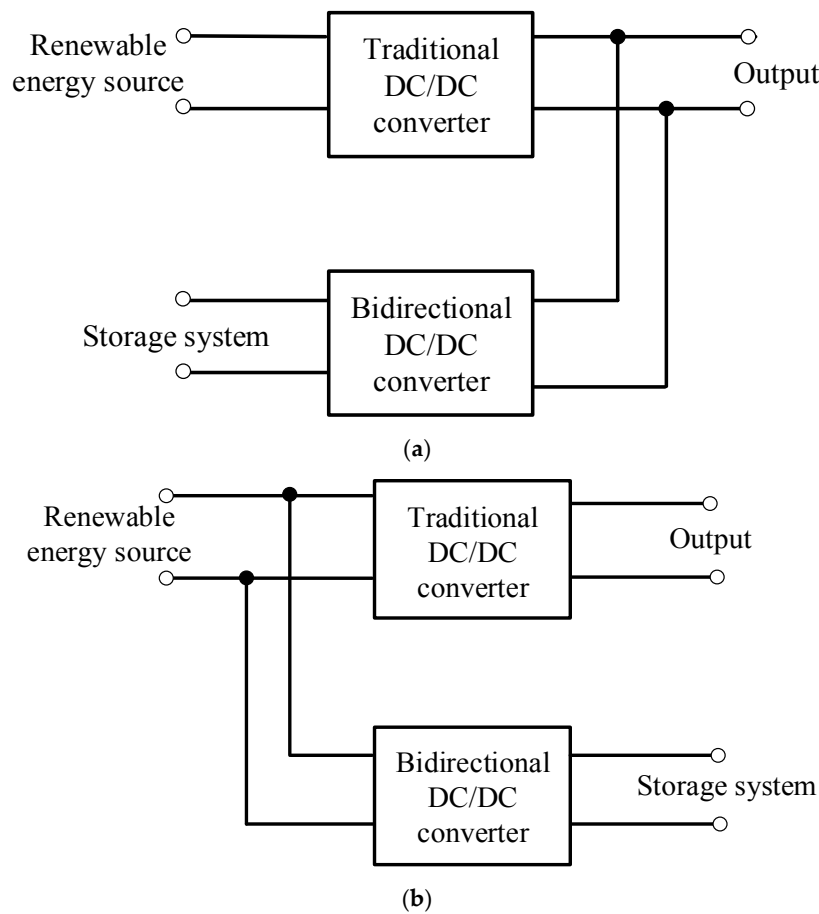 Renewable
energy source
Traditional
DC/DC
converter
Output
Storage system
Bidirectional
DC/DC
converter
(a)
Renewable
energy source
Traditional
DC/DC
converter
Output
Bidirectional
DC/DC
converter
Storage system
(b)